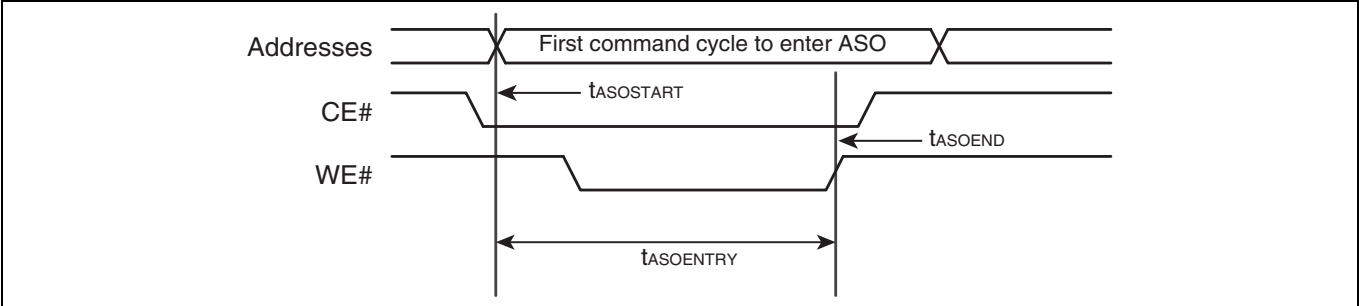 Addresses
First command cycle to enter ASO
tASOSTART
CE#
tASOEND
WE#
tASOENTRY